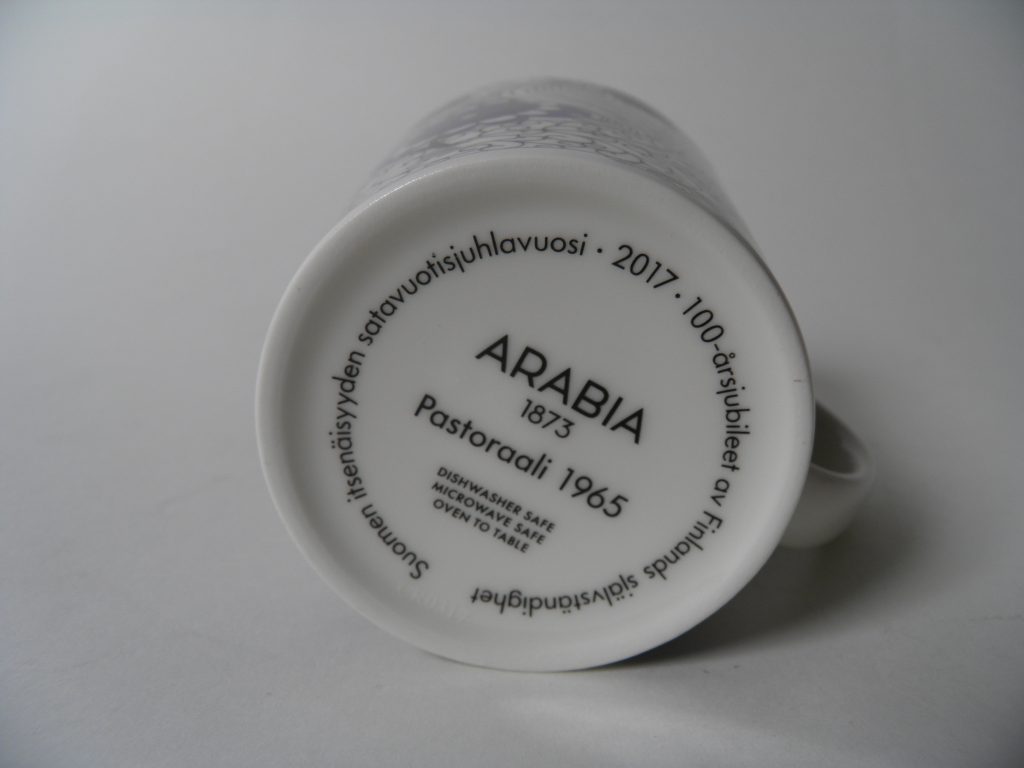 Suomen itsenäisyyden satavuotisjuhlavuosi · 2017 · 100-årsjubileet av Finlands självständighet
ARABIA
1873
Pastoraali 1965
DISHWASHER SAFE
MICROWAVE SAFE
OVEN TO TABLE